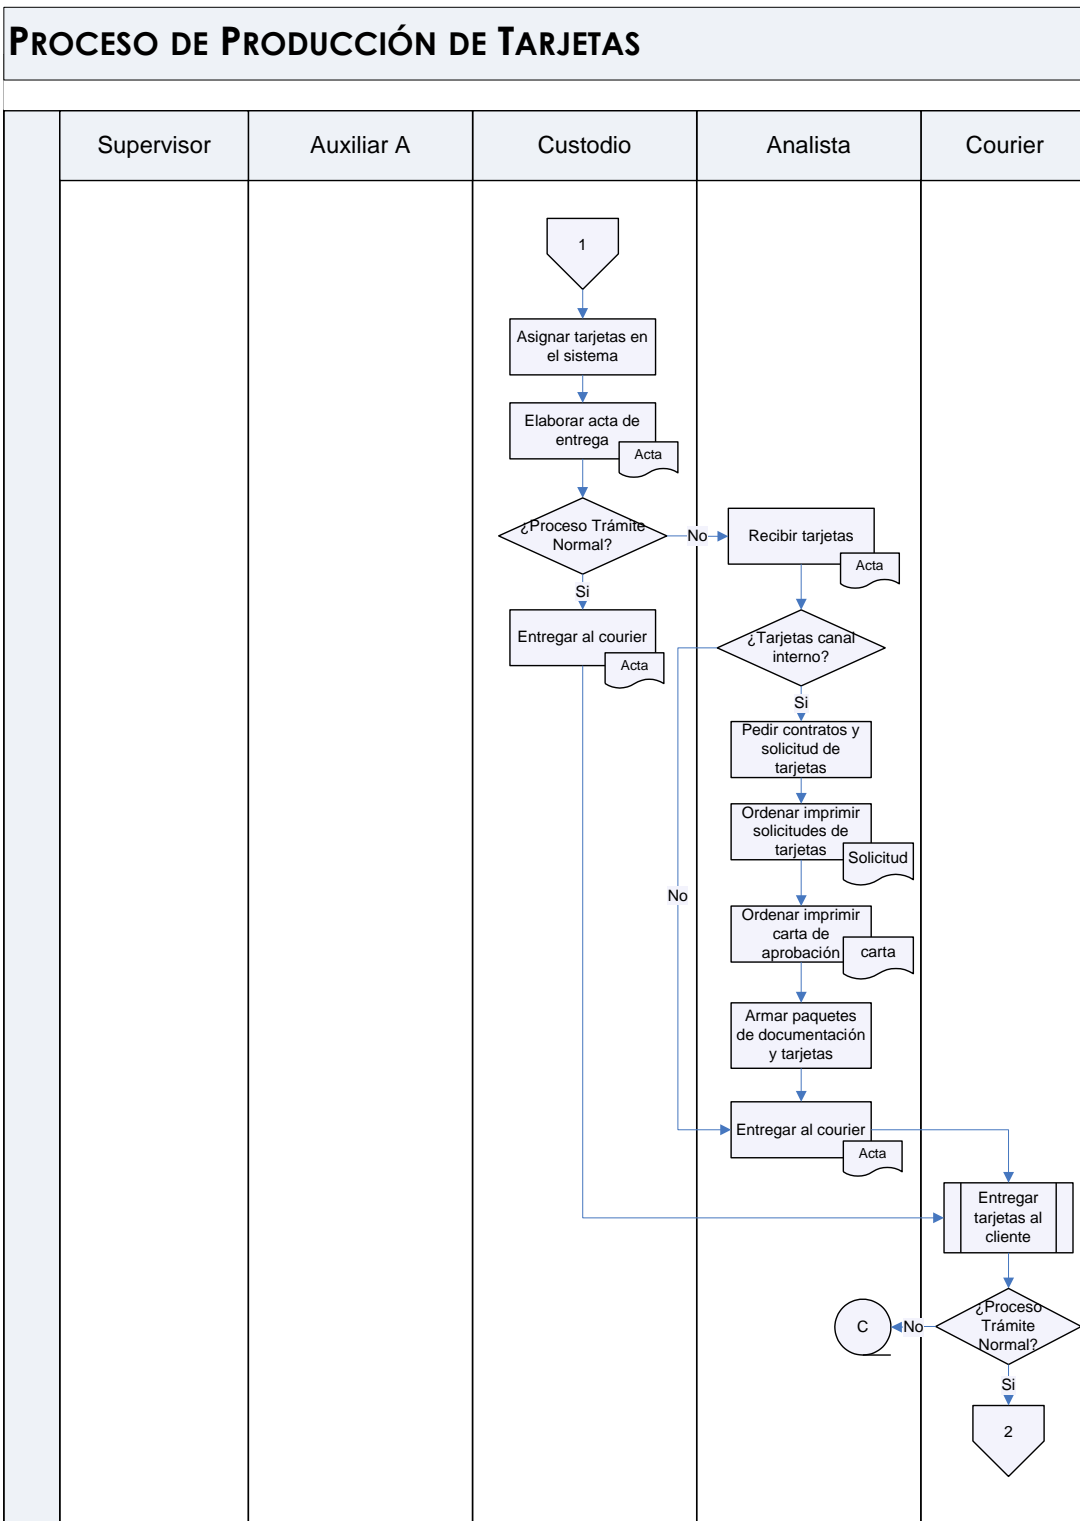 PROCESO DE PRODUCCIÓN DE TARJETAS
Supervisor
Auxiliar A
Custodio
Analista
Courier
1
Asignar tarjetas en
el sistema
Elaborar acta de
entrega
Acta
¿Proceso Trámite
Normal?
No
Recibir tarjetas
Acta
Si
Entregar al courier
Acta
¿Tarjetas canal
interno?
Si
Pedir contratos y
solicitud de
tarjetas
Ordenar imprimir
solicitudes de
tarjetas
Solicitud
No
Ordenar imprimir
carta de
aprobación
carta
Armar paquetes
de documentación
y tarjetas
Entregar al courier
Acta
Entregar
tarjetas al
cliente
¿Proceso
Trámite
Normal?
No
C
Si
2